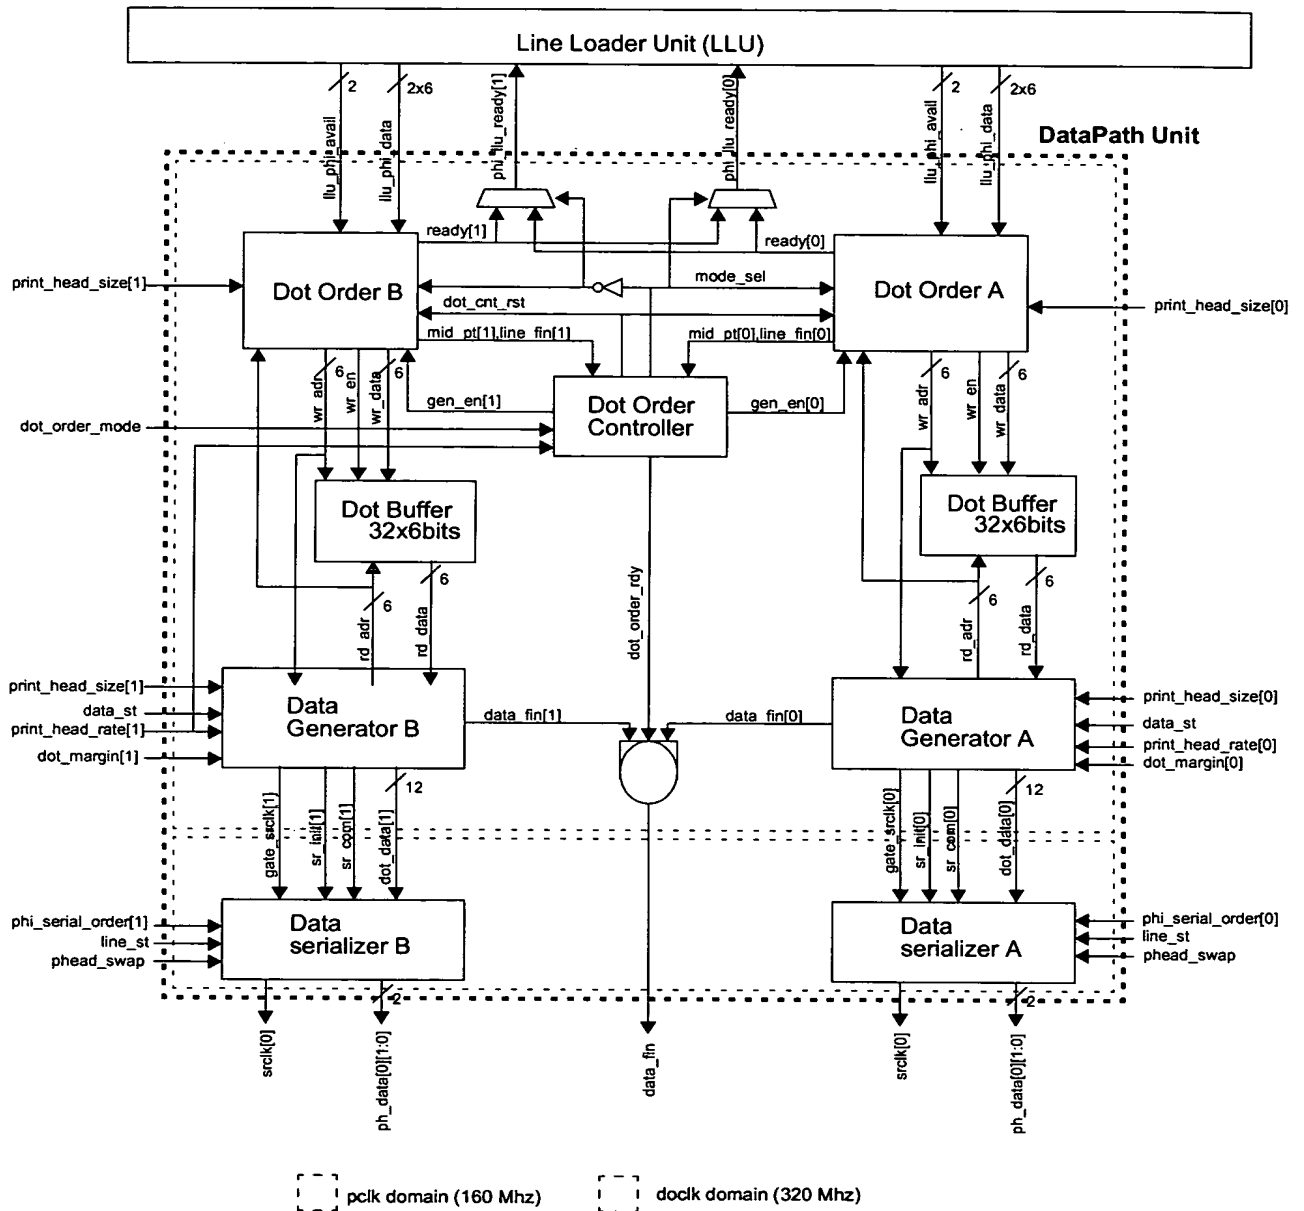 Line Loader Unit (LLU)
2
2x6
phi_llu_ready[1]
phi_llu_ready[0]
2
2x6
DataPath Unit
llu_phi_avail
llu_phi_data
llu_phi_avail
llu_phi_data
ready[1]
ready[0]
print_head_size[1]
Dot Order B
mode_sel
Dot Order A
dot_cnt_rst
print_head_size[0]
mid_pt[1],line_fin[1]
mid_pt[0],line_fin[0]
wr_adr
6
wr_en
wr_data
6
gen_en[1]
Dot Order
Controller
gen_en[0]
wr_adr
6
wr_en
wr_data
6
dot_order_mode
Dot Buffer
32x6bits
Dot Buffer
32x6bits
6
6
rd_adr
rd_data
dot_order_rdy
6
6
rd_adr
rd_data
print_head_size[1]
data_st
print_head_rate[1]
dot_margin[1]
Data
Generator B
data_fin[1]
data_fin[0]
Data
Generator A
print_head_size[0]
data_st
print_head_rate[0]
dot_margin[0]
12
12
gate_srclk[1]
sr_init[1]
sr_com[1]
dot_data[1]
gate_srclk[0]
sr_init[0]
sr_com[0]
dot_data[0]
phi_serial_order[1]
line_st
phead_swap
Data
serializer B
Data
serializer A
phi_serial_order[0]
line_st
phead_swap
2
2
srclk[0]
ph_data[0][1:0]
data_fin
srclk[0]
ph_data[0][1:0]
pclk domain (160 Mhz)
doclk domain (320 Mhz)